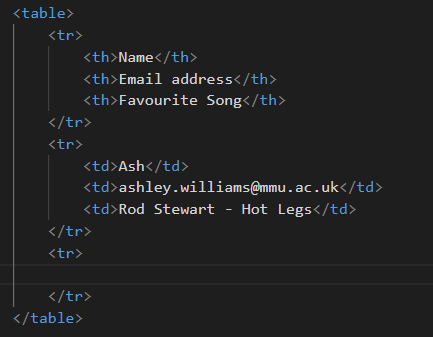 <table>
<tr>
<th>Name</th>
<th>Email address</th>
<th>Favourite Song</th>
</tr>
<tr>
<td>Ash</td>
<td>ashley.williams@mmu.ac.uk</td>
<td>Rod Stewart - Hot Legs</td>
</tr>
<tr>
</tr>
</table>